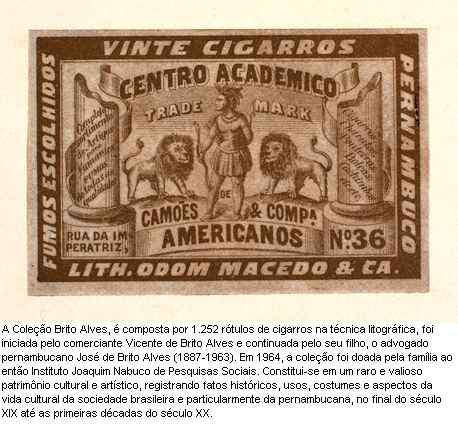 VINTE CIGARROS
FUMOS ESCOLHIDOS
PERNAMBUCO
CENTRO ACADEMICO
TRADE MARK
DE
CAMÕES & COMPA.
AMERICANOS
RUA DA IM-
PERATRIZ,
No. 36
LITH. ODOM MACEDO & CA.
A Coleção Brito Alves, é composta por 1.252 rótulos de cigarros na técnica litográfica, foi
iniciada pelo comerciante Vicente de Brito Alves e continuada pelo seu filho, o advogado
pernambucano José de Brito Alves (1887-1963). Em 1964, a coleção foi doada pela família ao
então Instituto Joaquim Nabuco de Pesquisas Sociais. Constitui-se em um raro e valioso
patrimônio cultural e artístico, registrando fatos históricos, usos, costumes e aspectos da
vida cultural da sociedade brasileira e particularmente da pernambucana, no final do século
XIX até as primeiras décadas do século XX.